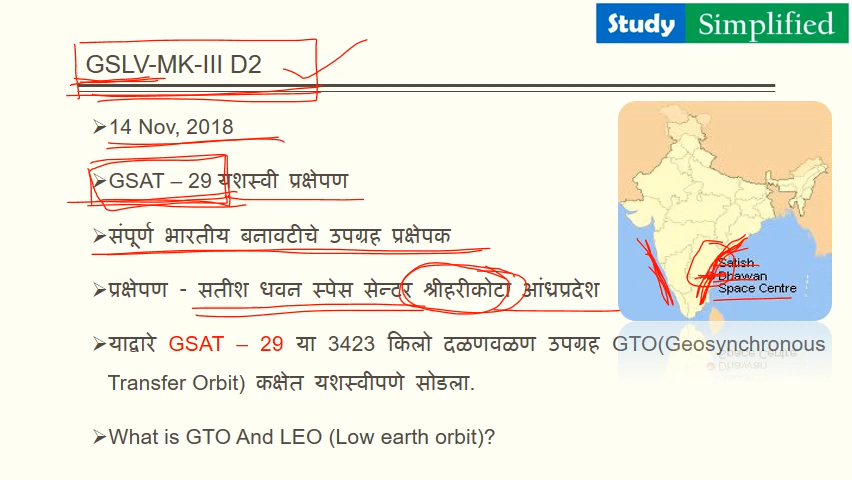 Study Simplified
GSLV-MK-III D2
➢14 Nov, 2018
➢GSAT – 29 यशस्वी प्रक्षेपण
➢संपूर्ण भारतीय बनावटीचे उपग्रह प्रक्षेपक
➢प्रक्षेपण - सतीश धवन स्पेस सेन्टर श्रीहरीकोटा आंध्रप्रदेश
Satish
Dhawan
Space Centre
➢याद्वारे GSAT – 29 या 3423 किलो दळणवळण उपग्रह GTO(Geosynchronous
Transfer Orbit) कक्षेत यशस्वीपणे सोडला.
➢What is GTO And LEO (Low earth orbit)?